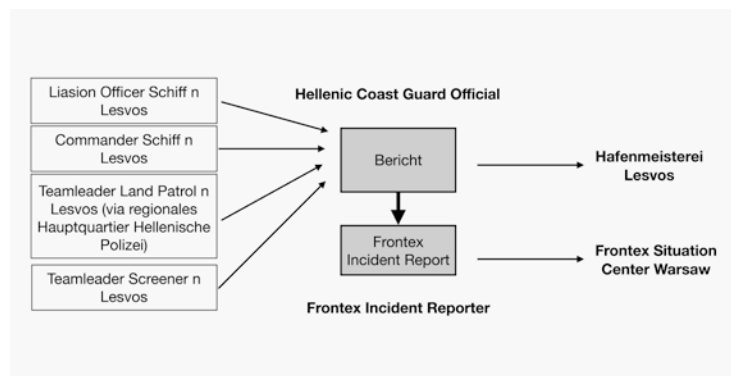 Liasion Officer Schiff n
Lesvos
Commander Schiff n
Lesvos
Teamleader Land Patrol n
Lesvos (via regionales
Hauptquartier Hellenische
Polizei)
Teamleader Screener n
Lesvos
Hellenic Coast Guard Official
Bericht
Frontex
Incident Report
Frontex Incident Reporter
Hafenmeisterei
Lesvos
Frontex Situation
Center Warsaw